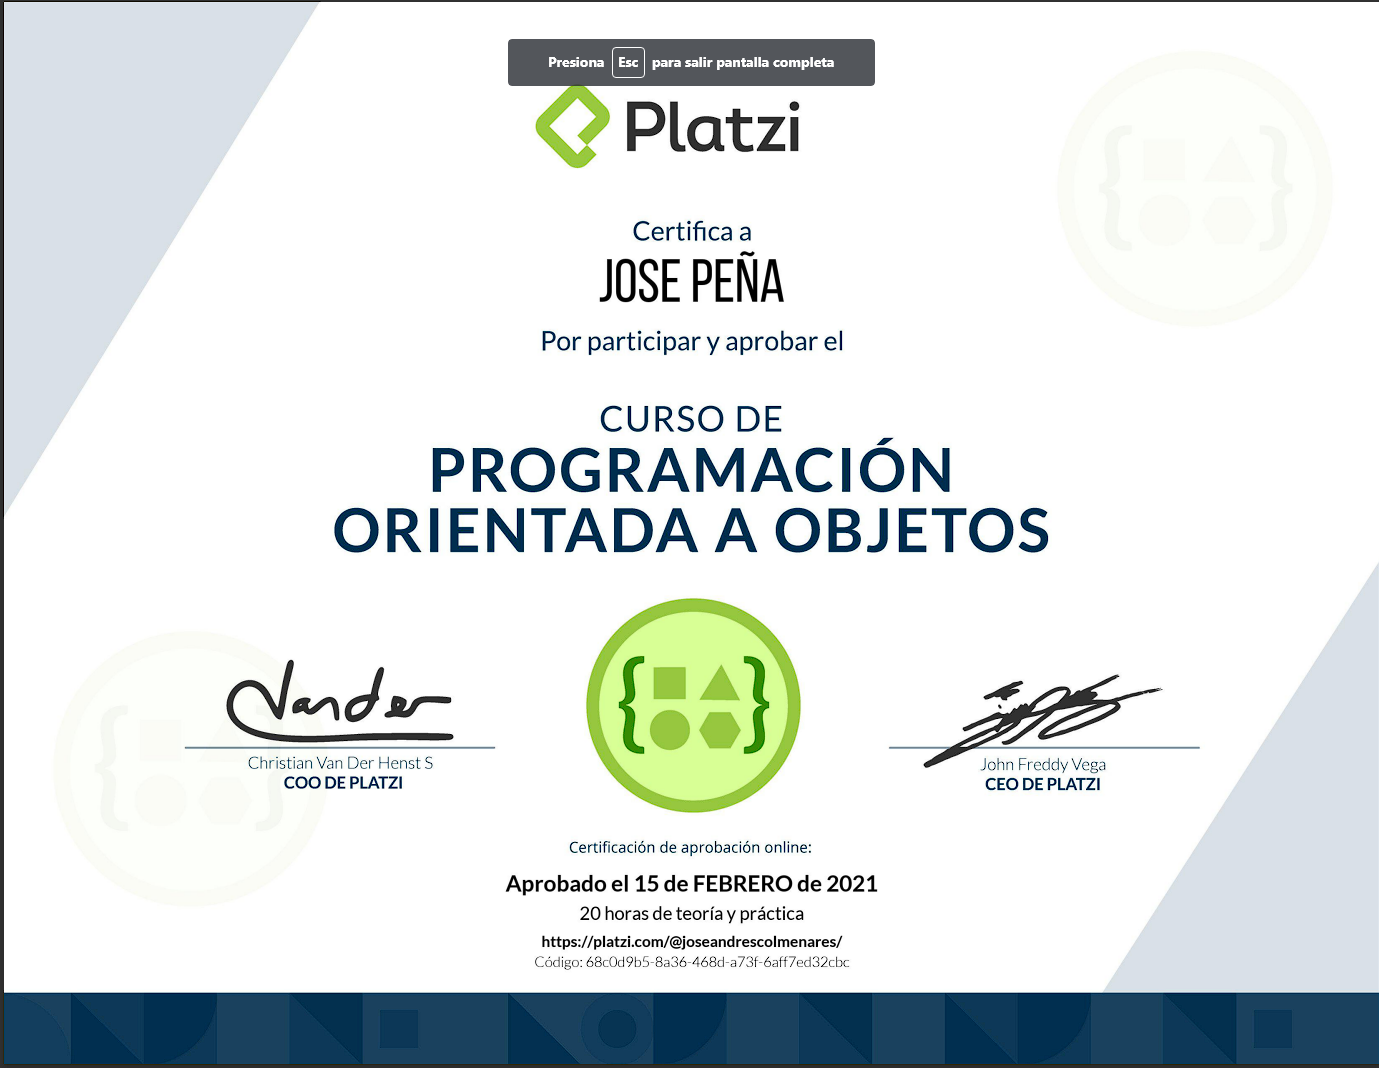 Presiona Esc para salir pantalla completa
Platzi
Certifica a
JOSE PEÑA
Por participar y aprobar el
CURSO DE
PROGRAMACIÓN
ORIENTADA A OBJETOS
Vander
Christian Van Der Henst S
COO DE PLATZI
John Freddy Vega
CEO DE PLATZI
Certificación de aprobación online:
Aprobado el 15 de FEBRERO de 2021
20 horas de teoría y práctica
https://platzi.com/@joseandrescolmenares/
Código: 68c0d9b5-8a36-468d-a73f-6aff7ed32cbc